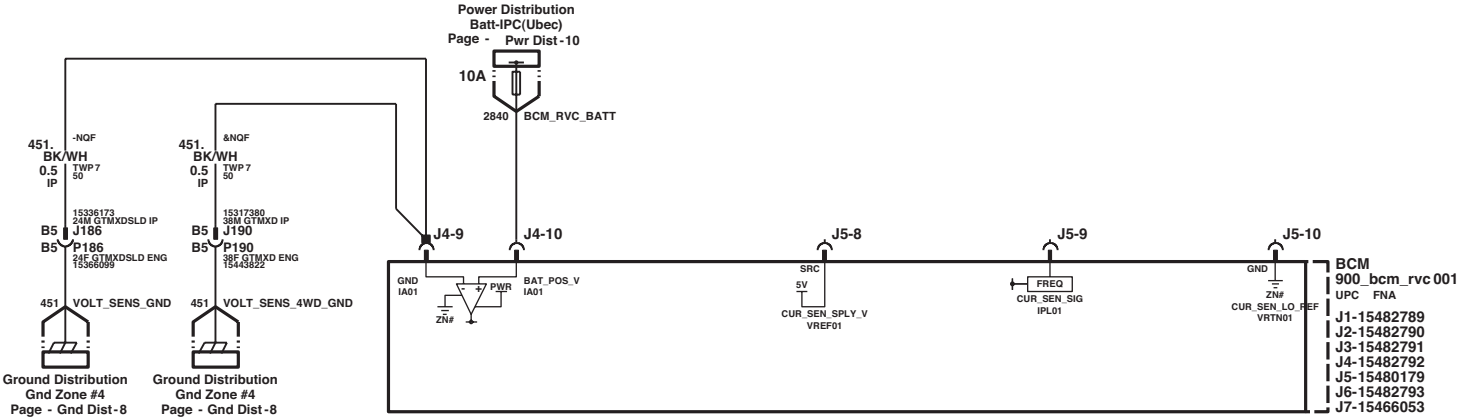 Power Distribution
Batt-IPC(Ubec)
Page - Pwr Dist-10
10A
2840 BCM_RVC_BATT
451. -NQF
BK/WH
0.5 TWP7
IP 50
451. &NQF
BK/WH
0.5 TWP7
IP 50
15336173
24M GTMXDSLD IP
B5 J186
B5 P186
24F GTMXDSLD ENG
15366099
15317380
38M GTMXD IP
B5 J190
B5 P190
38F GTMXD ENG
15443822
451 VOLT_SENS_GND
451 VOLT_SENS_4WD_GND
Ground Distribution
Gnd Zone #4
Page - Gnd Dist-8
Ground Distribution
Gnd Zone #4
Page - Gnd Dist-8
J4-9
J4-10
J5-8
J5-9
J5-10
GND
IA01
- +
PWR
ZN#
BAT_POS_V
IA01
SRC
5V
CUR_SEN_SPLY_V
VREF01
FREQ
CUR_SEN_SIG
IPL01
GND
ZN#
CUR_SEN_LO_REF
VRTN01
BCM
900_bcm_rvc 001
UPC FNA
J1-15482789
J2-15482790
J3-15482791
J4-15482792
J5-15480179
J6-15482793
J7-15466053